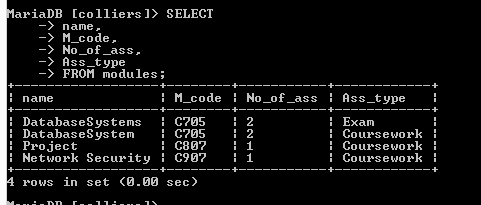 MariaDB [colliers]> SELECT
    -> name,
    -> M_code,
    -> No_of_ass,
    -> Ass_type
    -> FROM modules;
+------------------+--------+-----------+------------+
| name             | M_code | No_of_ass | Ass_type   |
+------------------+--------+-----------+------------+
| DatabaseSystems  | C705   | 2         | Exam       |
| DatabaseSystem   | C705   | 2         | Coursework |
| Project          | C807   | 1         | Coursework |
| Network Security | C907   | 1         | Coursework |
+------------------+--------+-----------+------------+
4 rows in set (0.00 sec)

MariaDB [colliers]>